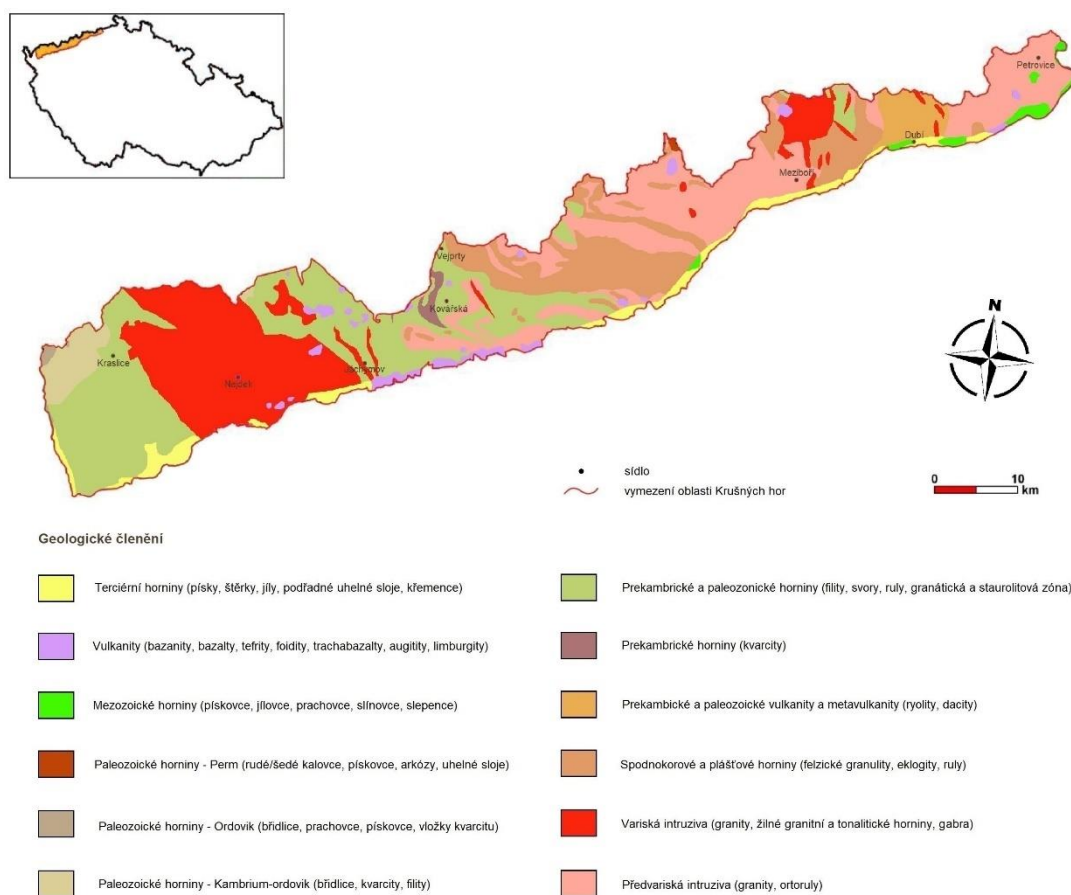 Petrovice
Dubí
Meziboří
Vejprty
Kovářská
Kraslice
Nejdek
Jáchymov
N
sídlo
vymezení oblasti Krušných hor
0 10
km
Geologické členění
Terciérní horniny (písky, štěrky, jíly, podřadné uhelné sloje, křemence)
Vulkanity (bazanity, bazalty, tefrity, foidity, trachabazalty, augitity, limburgity)
Mezozoické horniny (pískovce, jílovce, prachovce, slínovce, slepence)
Paleozoické horniny - Perm (rudé/šedé kalovce, pískovce, arkózy, uhelné sloje)
Paleozoické horniny - Ordovik (břidlice, prachovce, pískovce, vložky kvarcitu)
Paleozoické horniny - Kambrium-ordovik (břidlice, kvarcity, fility)
Prekambrické a paleozonické horniny (fility, svory, ruly, granátická a staurolitová zóna)
Prekambrické horniny (kvarcity)
Prekambické a paleozoické vulkanity a metavulkanity (ryolity, dacity)
Spodnokorové a plášťové horniny (felzické granulity, eklogity, ruly)
Variská intruziva (granity, žilné granitní a tonalitické horniny, gabra)
Předvariská intruziva (granity, ortoruly)